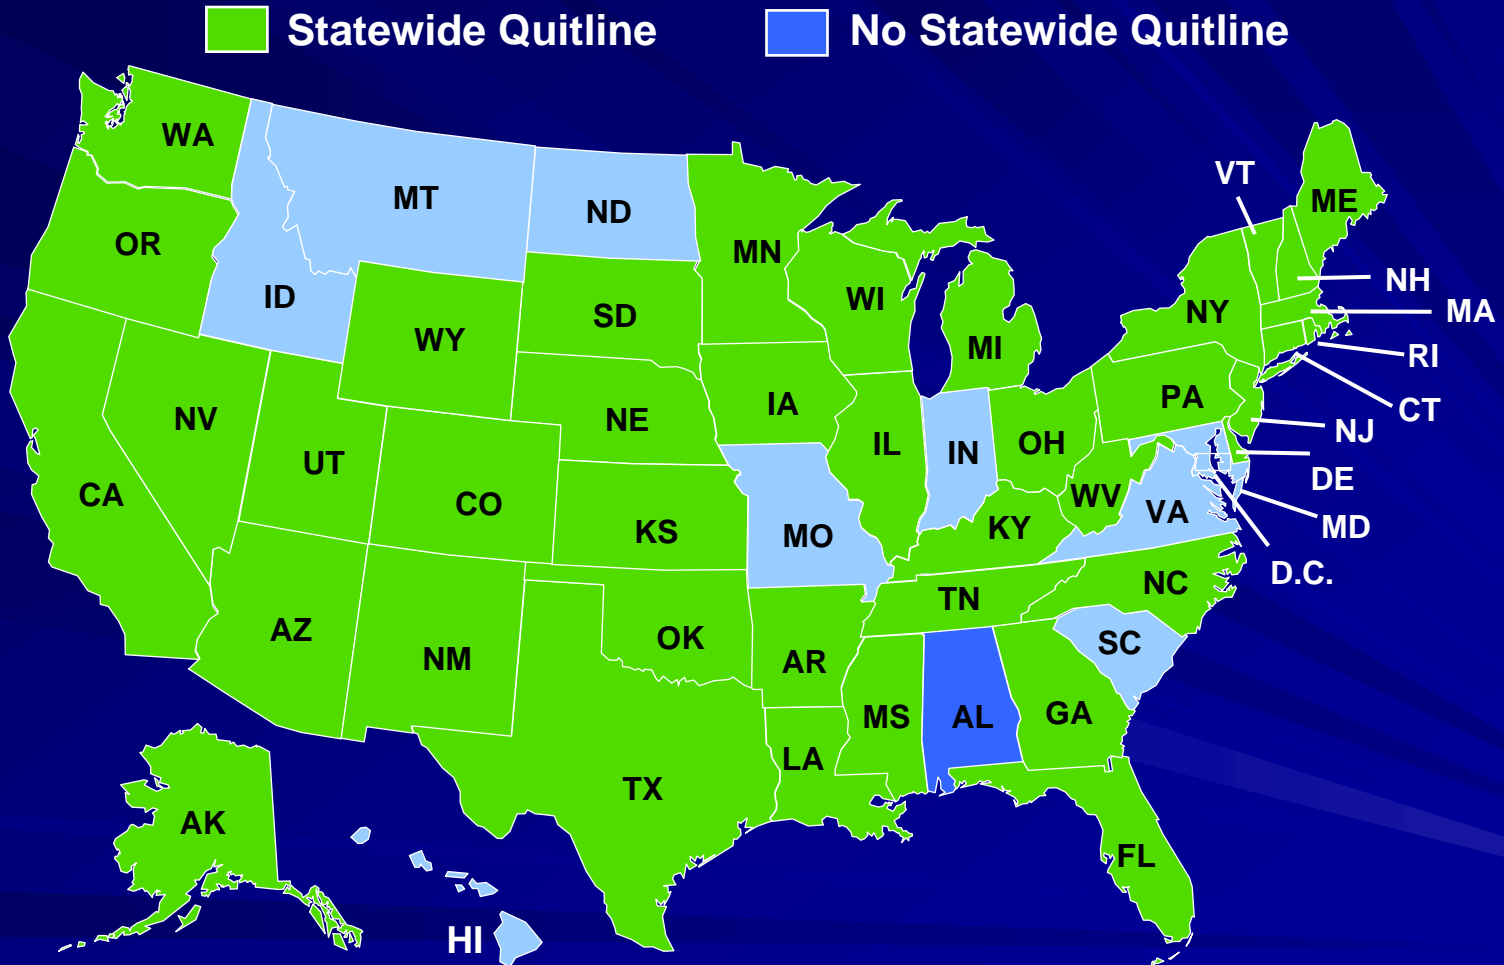 Statewide Quitline
No Statewide Quitline
WA
MT
ND
VT
ME
OR
MN
ID
WI
NH
SD
NY
MA
WY
MI
RI
PA
CT
NV
NE
IA
NJ
UT
IL
IN
OH
DE
CA
CO
WV
VA
MD
KS
MO
KY
D.C.
NC
TN
AZ
OK
SC
NM
AR
MS
AL
GA
LA
TX
AK
FL
HI